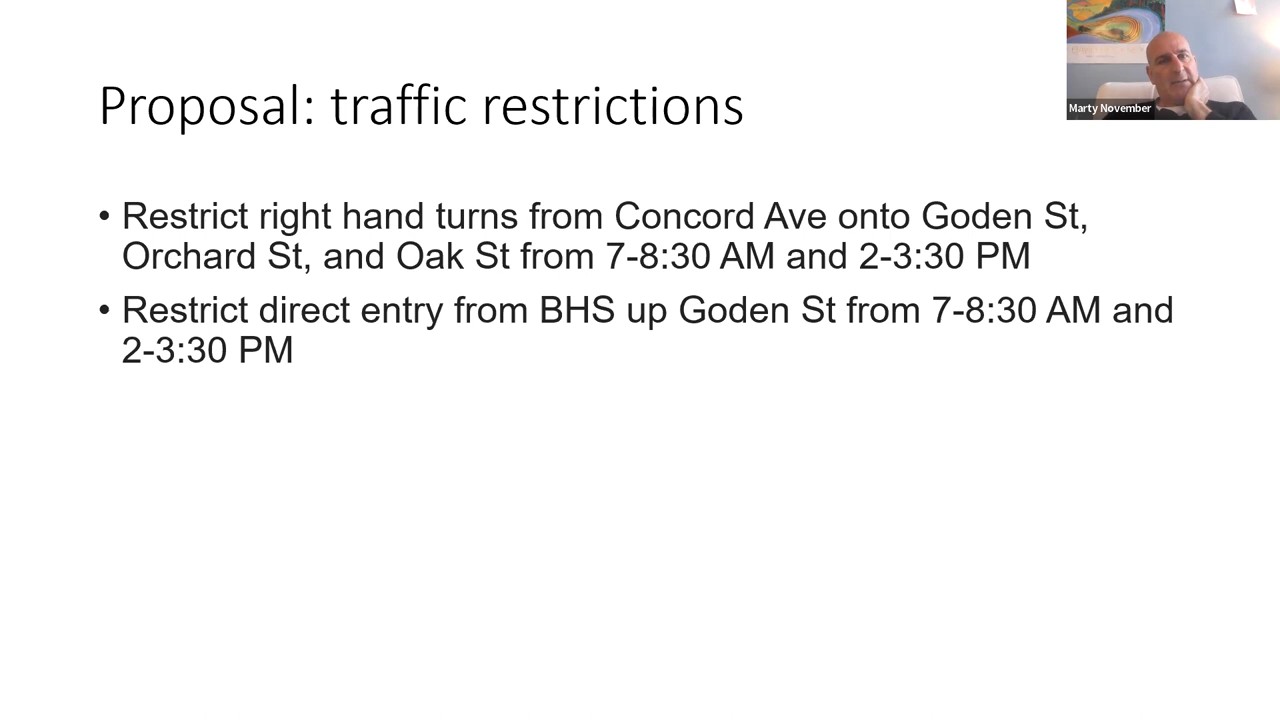 Proposal: traffic restrictions
Marty November
• Restrict right hand turns from Concord Ave onto Goden St,
Orchard St, and Oak St from 7-8:30 AM and 2-3:30 PM
• Restrict direct entry from BHS up Goden St from 7-8:30 AM and
2-3:30 PM